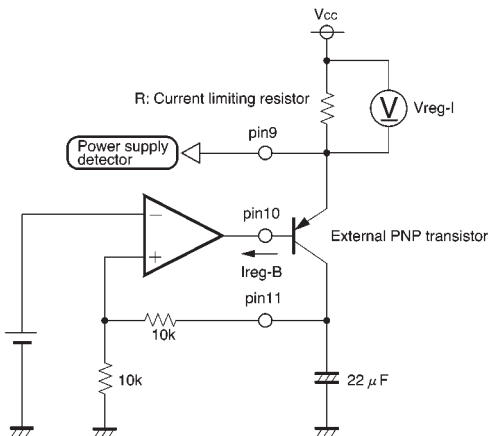 Vcc
R: Current limiting resistor
V
Vreg-I
pin9
Power supply
detector
pin10
−
+
External PNP transistor
Ireg-B
pin11
10k
10k
22 μF